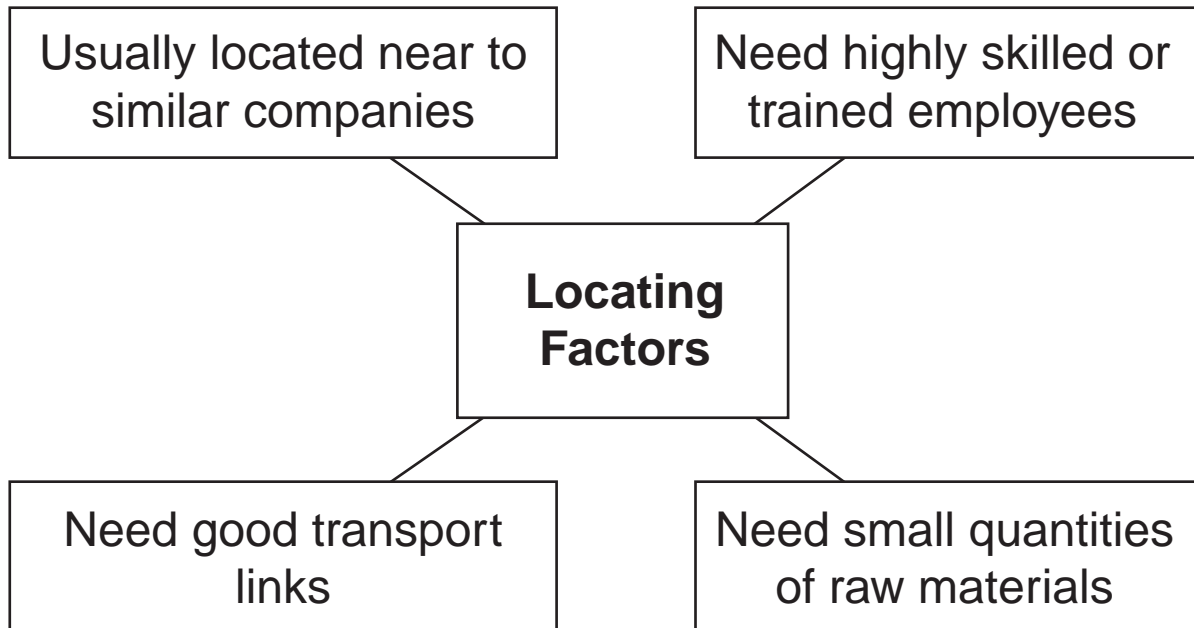 Usually located near to
similar companies
Need highly skilled or
trained employees
Locating
Factors
Need good transport
links
Need small quantities
of raw materials